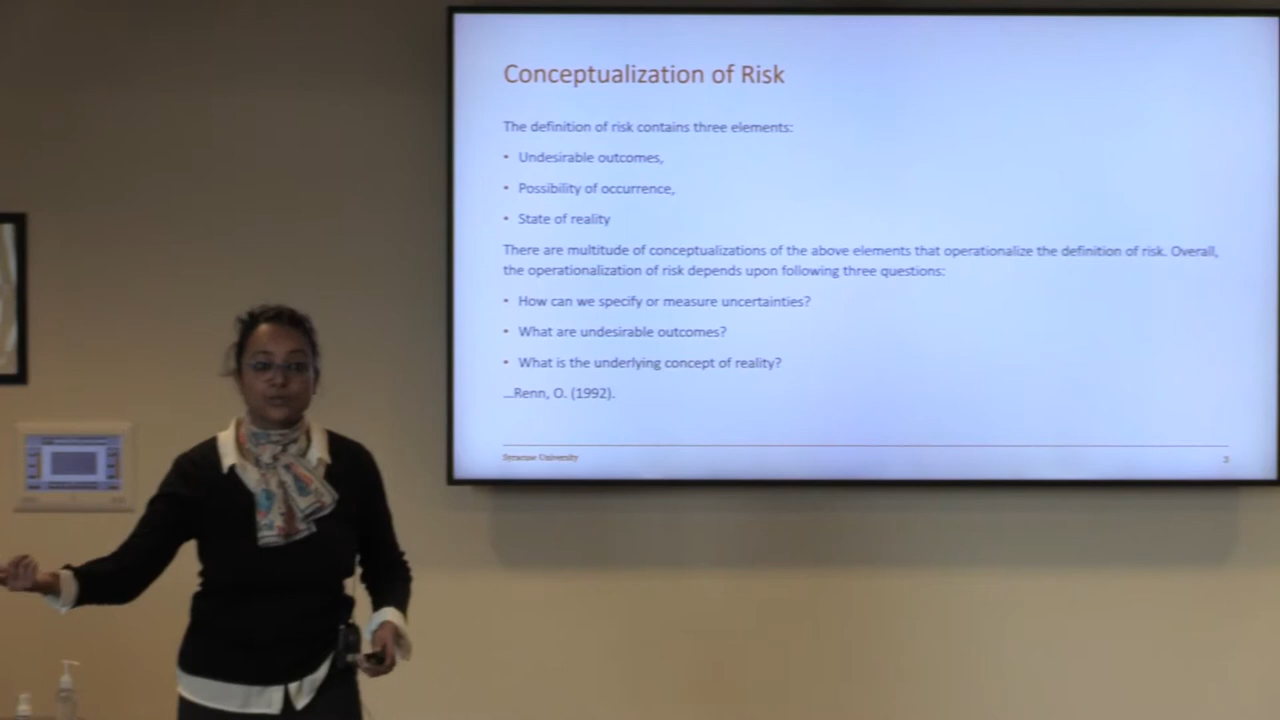 Conceptualization of Risk
The definition of risk contains three elements:
• Undesirable outcomes,
• Possibility of occurrence,
• State of reality
There are multitude of conceptualizations of the above elements that operationalize the definition of risk. Overall,
the operationalization of risk depends upon following three questions:
• How can we specify or measure uncertainties?
• What are undesirable outcomes?
• What is the underlying concept of reality?
...Renn, O. (1992).
Syracuse University